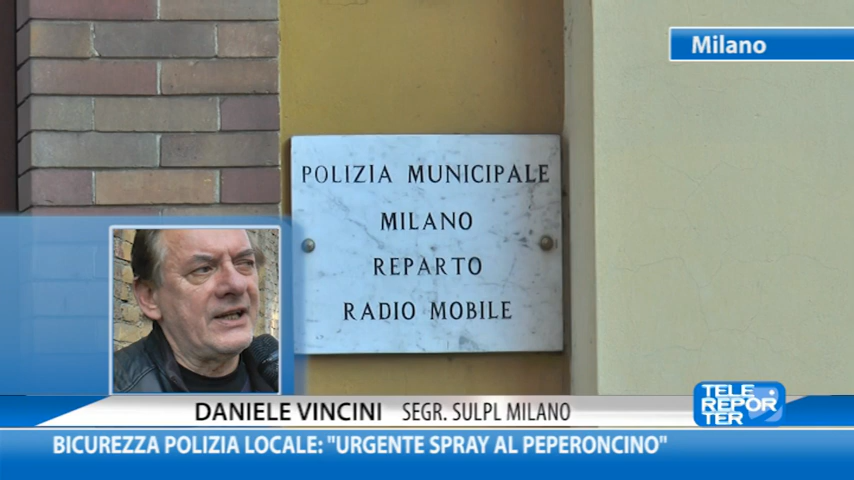 Milano
POLIZIA MUNICIPALE
MILANO
REPARTO
RADIO MOBILE
DANIELE VINCINI SEGR. SULPL MILANO
TELE
REPOR
TER
BICUREZZA POLIZIA LOCALE: "URGENTE SPRAY AL PEPERONCINO"